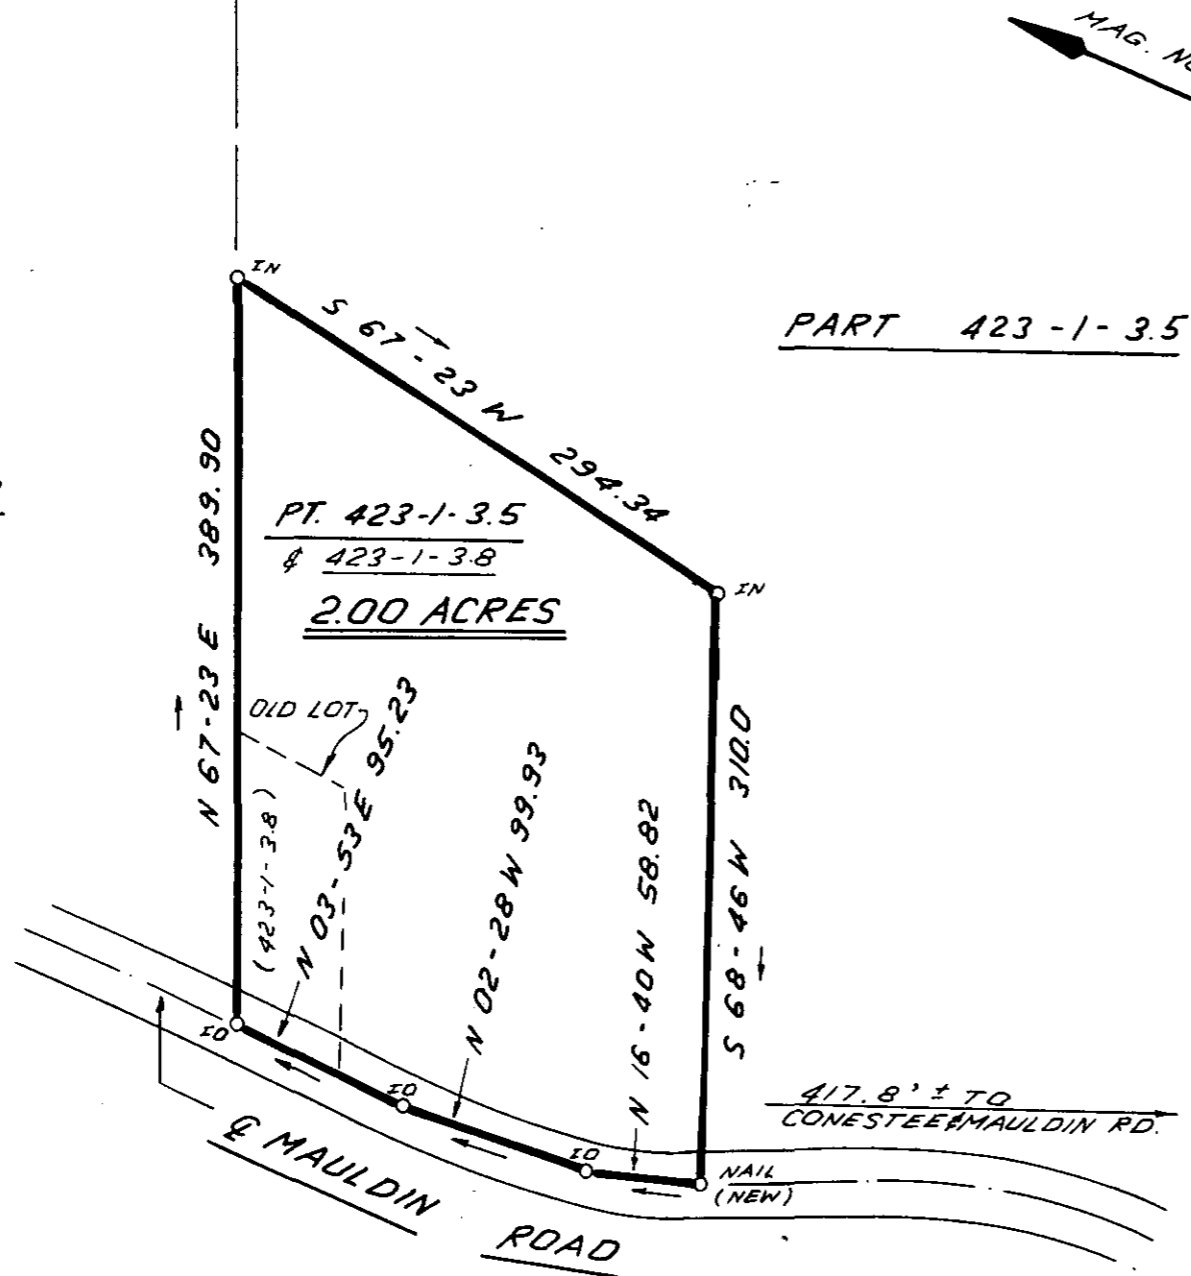 MAG.
IN
S 67-23 W 294.34
PART 423-1-3.5
N 67-23 E 389.90
PT. 423-1-3.5
& 423-1-3.8
2.00 ACRES
IN
OLD LOT
(423-1-3.8)
N 03-53 E 95.23
N 02-28 W 99.93
N 16-40 W 58.82
S 68-46 W 310.0
IO
IO
IO
NAIL
(NEW)
417.8' ± TO
CONESTEE & MAULDIN RD.
℄ MAULDIN
ROAD